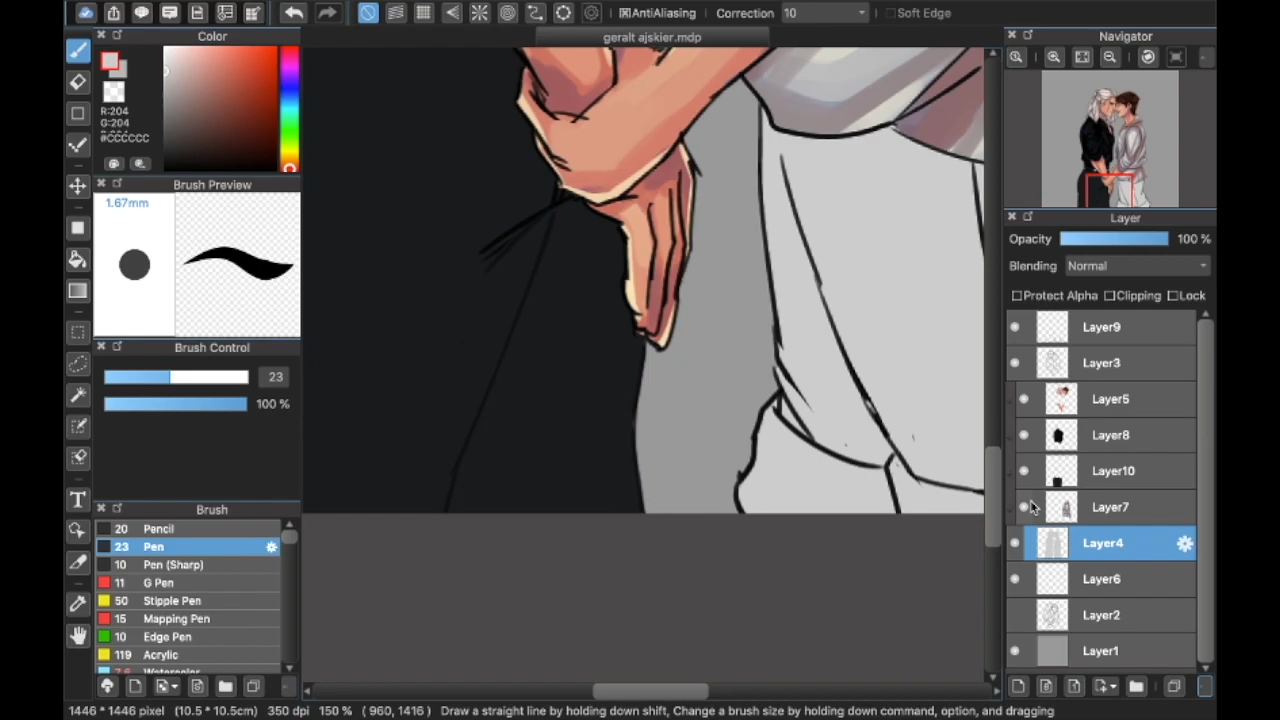 AntiAliasing
Correction
10
Soft Edge
Color
geralt ajskier.mdp
Navigator
R:204
G:204
#CCCCCC
Brush Preview
1.67mm
Layer
Opacity
100 %
Blending
Normal
Protect Alpha
Clipping
Lock
Brush Control
23
100 %
Layer9
Layer3
Layer5
Layer8
Layer10
Layer7
Layer4
Layer6
Layer2
Layer1
Brush
20 Pencil
23 Pen
10 Pen (Sharp)
11 G Pen
50 Stipple Pen
15 Mapping Pen
10 Edge Pen
119 Acrylic
T
1446 * 1446 pixel (10.5 * 10.5cm) 350 dpi 150 % ( 960, 1416 ) Draw a straight line by holding down shift, Change a brush size by holding down command, option, and dragging